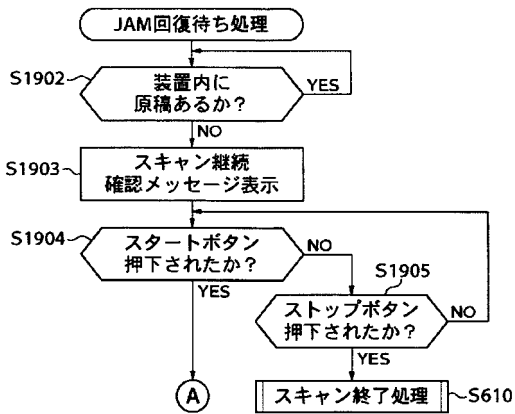 JAM回復待ち処理
S1902
装置内に
原稿あるか?
YES
NO
S1903
スキャン継続
確認メッセージ表示
S1904
スタートボタン
押下されたか?
NO
YES
S1905
ストップボタン
押下されたか?
NO
YES
A
スキャン終了処理
S610